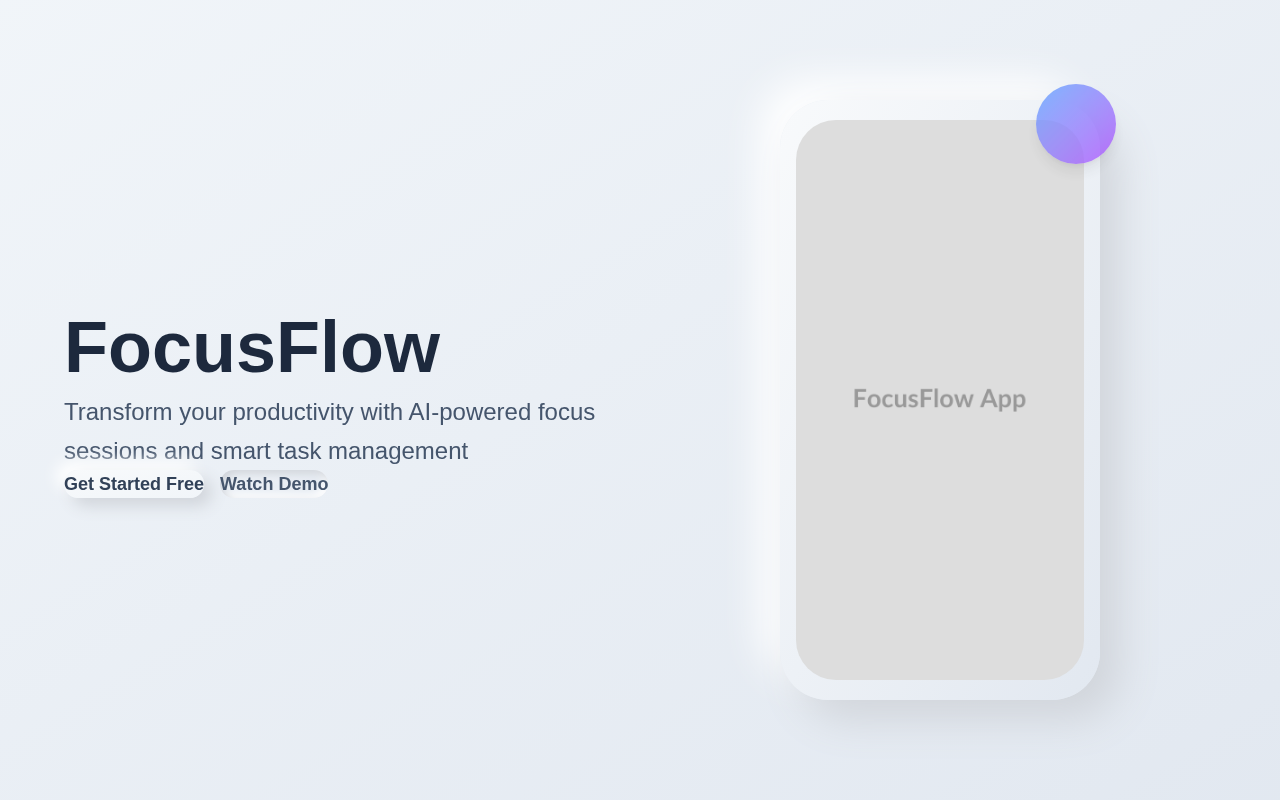 FocusFlow
Transform your productivity with AI-powered focus
sessions and smart task management
Get Started Free
Watch Demo
FocusFlow App